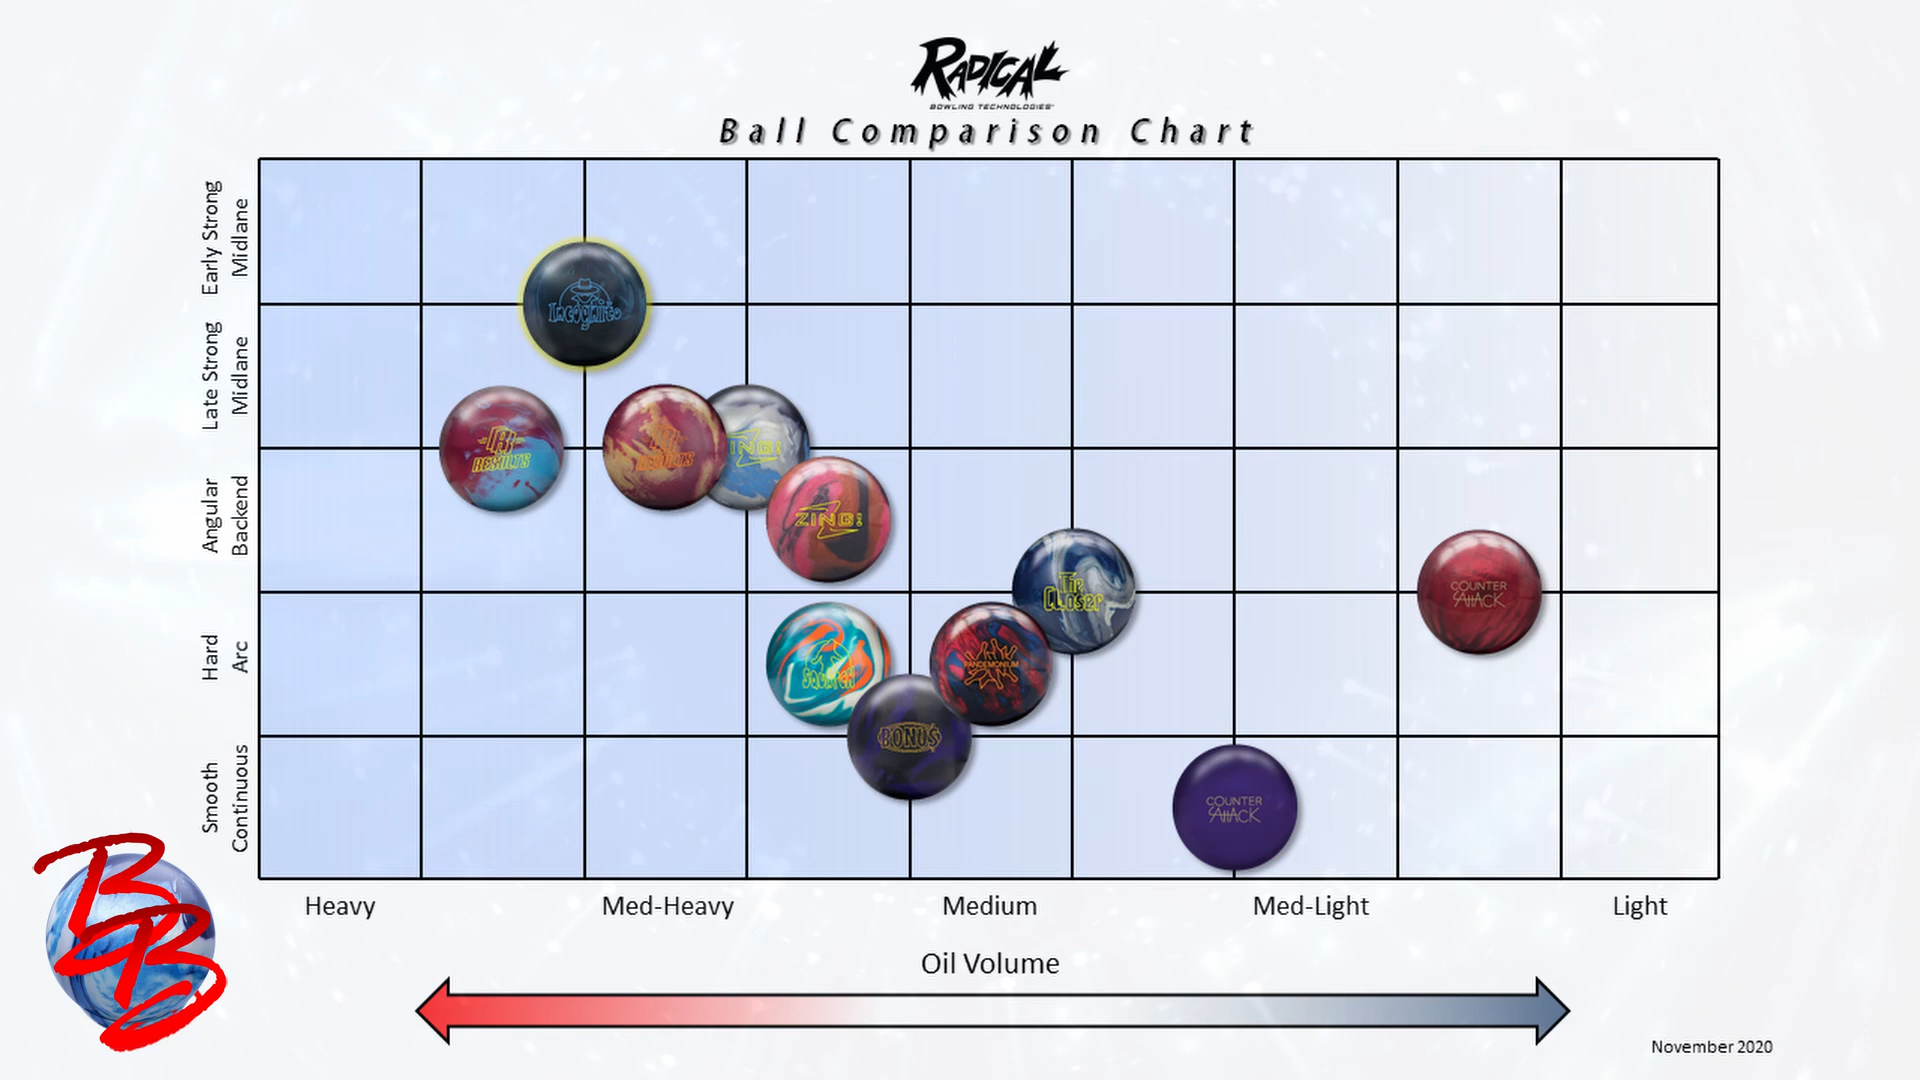 RADICAL
BOWLING TECHNOLOGIES
Ball Comparison Chart
Early Strong
Midlane
Late Strong
Midlane
Angular
Backend
Hard
Arc
Smooth
Continuous
Incognito
RESULTS
RESULTS
ING!
ZING!
The
Closer
COUNTER
ATTACK
SQUATCH
PANDEMONIUM
BONUS
COUNTER
ATTACK
Heavy
Med-Heavy
Medium
Med-Light
Light
Oil Volume
BB
November 2020